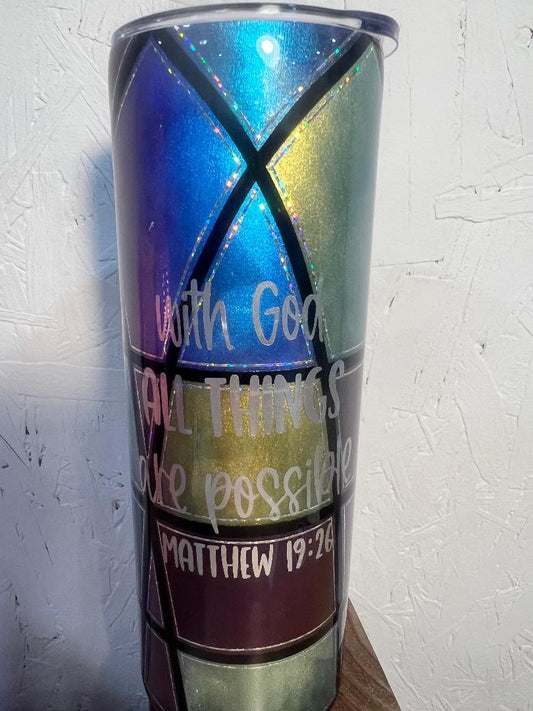 with God
ALL THINGS
are possible
MATTHEW 19:26